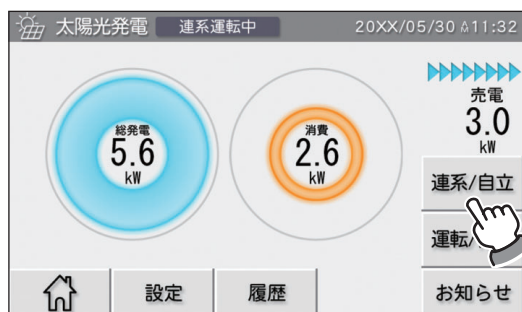 太陽光発電 連系運転中 20XX/05/30 11:32
総発電
5.6
kW
消費
2.6
kW
売電
3.0
kW
連系/自立
運転/
設定
履歴
お知らせ